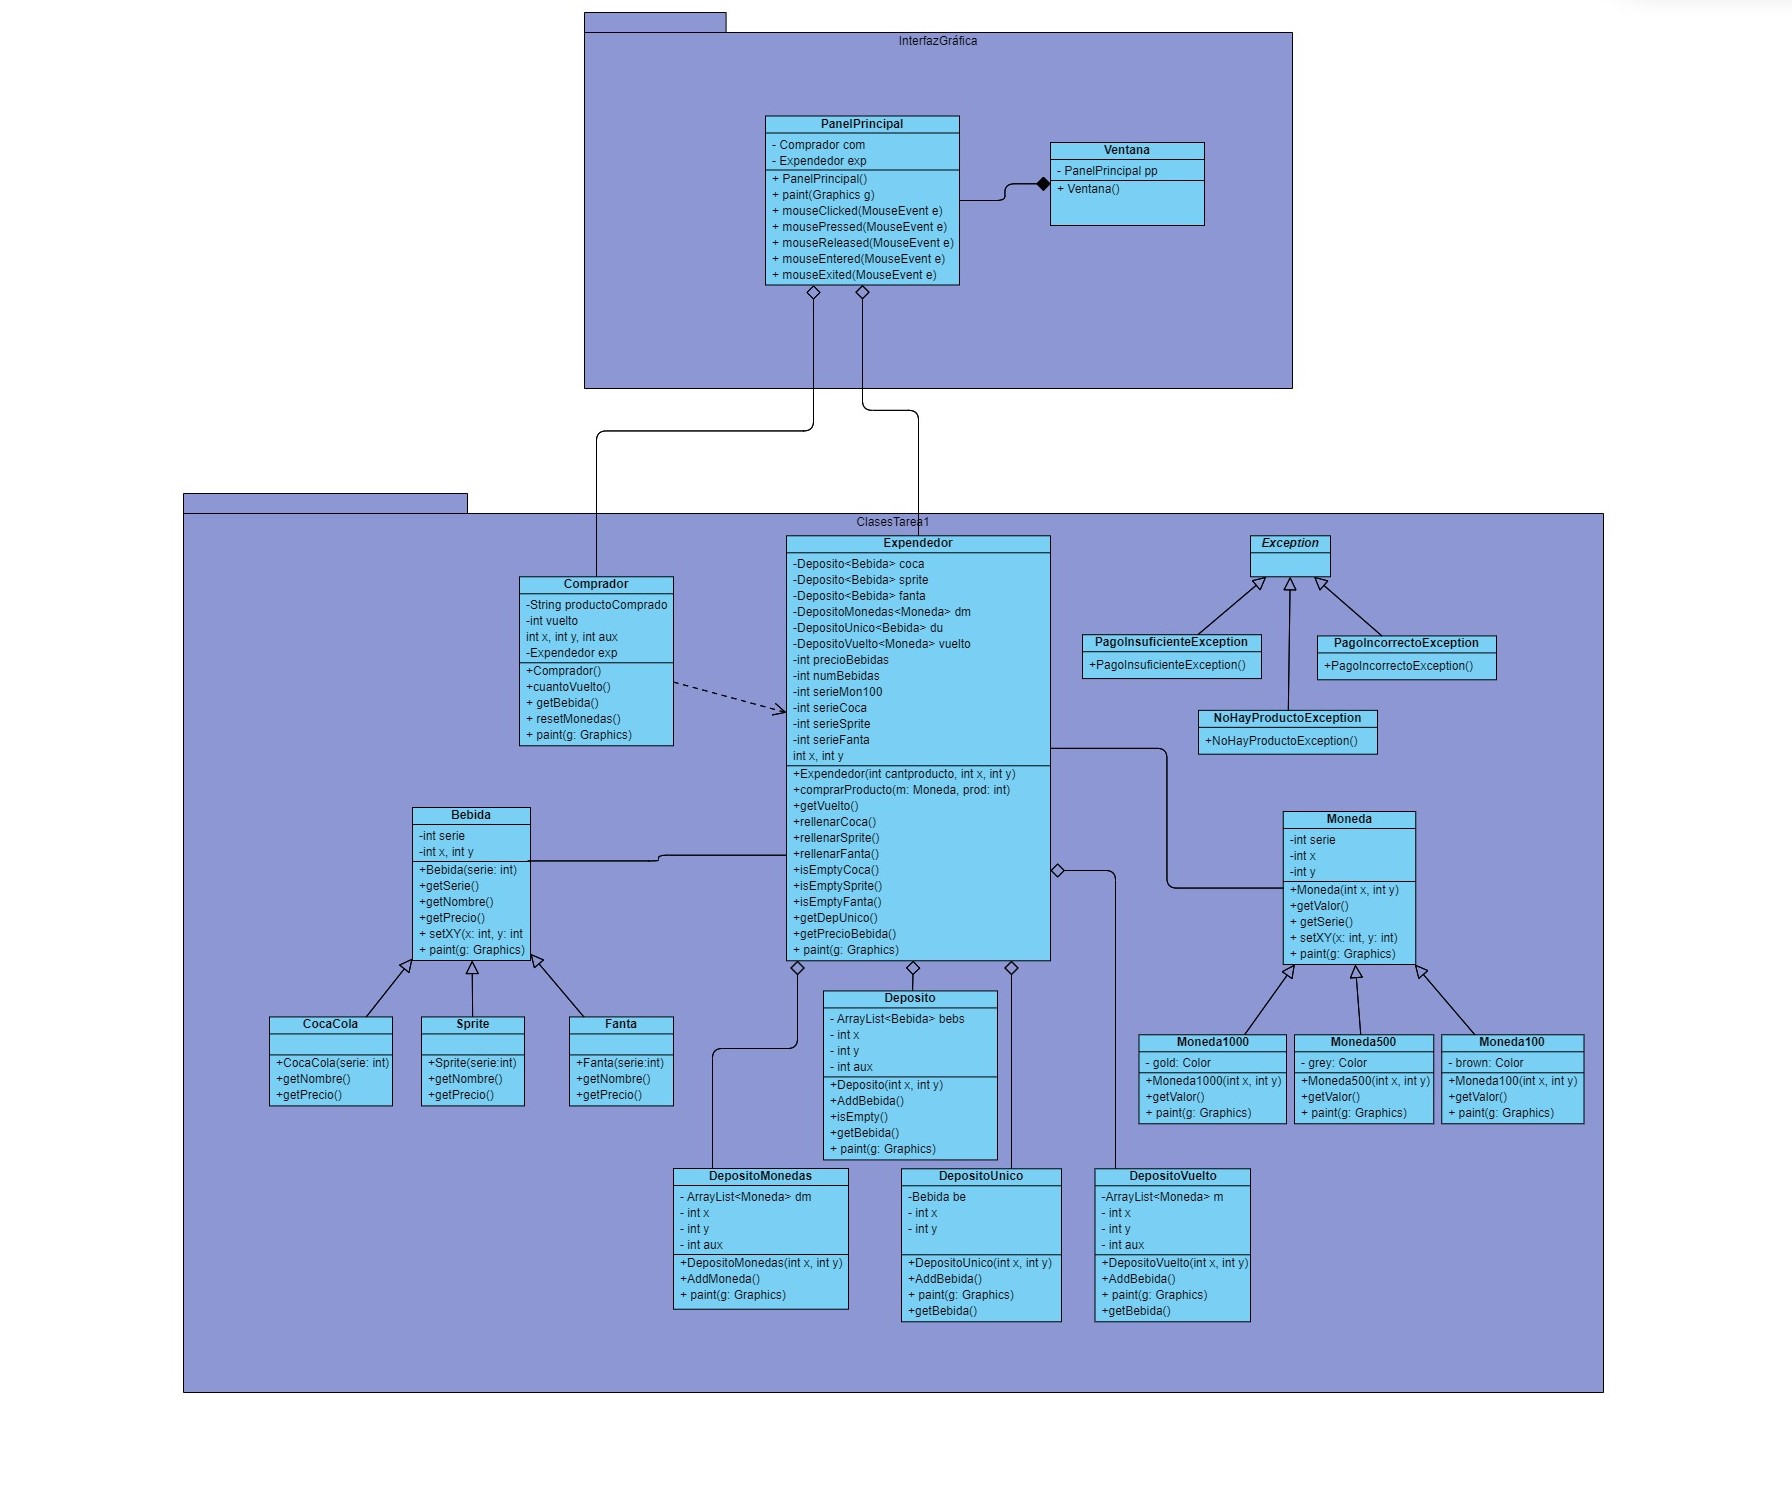 InterfazGráfica
PanelPrincipal
- Comprador com
- Expendedor exp
+ PanelPrincipal()
+ paint(Graphics g)
+ mouseClicked(MouseEvent e)
+ mousePressed(MouseEvent e)
+ mouseReleased(MouseEvent e)
+ mouseEntered(MouseEvent e)
+ mouseExited(MouseEvent e)
Ventana
- PanelPrincipal pp
+ Ventana()
ClasesTarea1
Comprador
-String productoComprado
-int vuelto
int x, int y, int aux
-Expendedor exp
+Comprador()
+cuantoVuelto()
+ getBebida()
+ resetMonedas()
+ paint(g: Graphics)
Expendedor
-Deposito<Bebida> coca
-Deposito<Bebida> sprite
-Deposito<Bebida> fanta
-DepositoMonedas<Moneda> dm
-DepositoUnico<Bebida> du
-DepositoVuelto<Moneda> vuelto
-int precioBebidas
-int numBebidas
-int serieMon100
-int serieCoca
-int serieSprite
-int serieFanta
int x, int y
+Expendedor(int cantproducto, int x, int y)
+comprarProducto(m: Moneda, prod: int)
+getVuelto()
+rellenarCoca()
+rellenarSprite()
+rellenarFanta()
+isEmptyCoca()
+isEmptySprite()
+isEmptyFanta()
+getDepUnico()
+getPrecioBebida()
+ paint(g: Graphics)
Exception
PagoInsuficienteException
+PagoInsuficienteException()
PagoIncorrectoException
+PagoIncorrectoException()
NoHayProductoException
+NoHayProductoException()
Bebida
-int serie
-int x, int y
+Bebida(serie: int)
+getSerie()
+getNombre()
+getPrecio()
+ setXY(x: int, y: int
+ paint(g: Graphics)
Moneda
-int serie
-int x
-int y
+Moneda(int x, int y)
+getValor()
+ getSerie()
+ setXY(x: int, y: int)
+ paint(g: Graphics)
CocaCola
+CocaCola(serie: int)
+getNombre()
+getPrecio()
Sprite
+Sprite(serie:int)
+getNombre()
+getPrecio()
Fanta
+Fanta(serie:int)
+getNombre()
+getPrecio()
Deposito
- ArrayList<Bebida> bebs
- int x
- int y
- int aux
+Deposito(int x, int y)
+AddBebida()
+isEmpty()
+getBebida()
+ paint(g: Graphics)
Moneda1000
- gold: Color
+Moneda1000(int x, int y)
+getValor()
+ paint(g: Graphics)
Moneda500
- grey: Color
+Moneda500(int x, int y)
+getValor()
+ paint(g: Graphics)
Moneda100
- brown: Color
+Moneda100(int x, int y)
+getValor()
+ paint(g: Graphics)
DepositoMonedas
- ArrayList<Moneda> dm
- int x
- int y
- int aux
+DepositoMonedas(int x, int y)
+AddMoneda()
+ paint(g: Graphics)
DepositoUnico
-Bebida be
- int x
- int y
+DepositoUnico(int x, int y)
+AddBebida()
+ paint(g: Graphics)
+getBebida()
DepositoVuelto
-ArrayList<Moneda> m
- int x
- int y
- int aux
+DepositoVuelto(int x, int y)
+AddBebida()
+ paint(g: Graphics)
+getBebida()